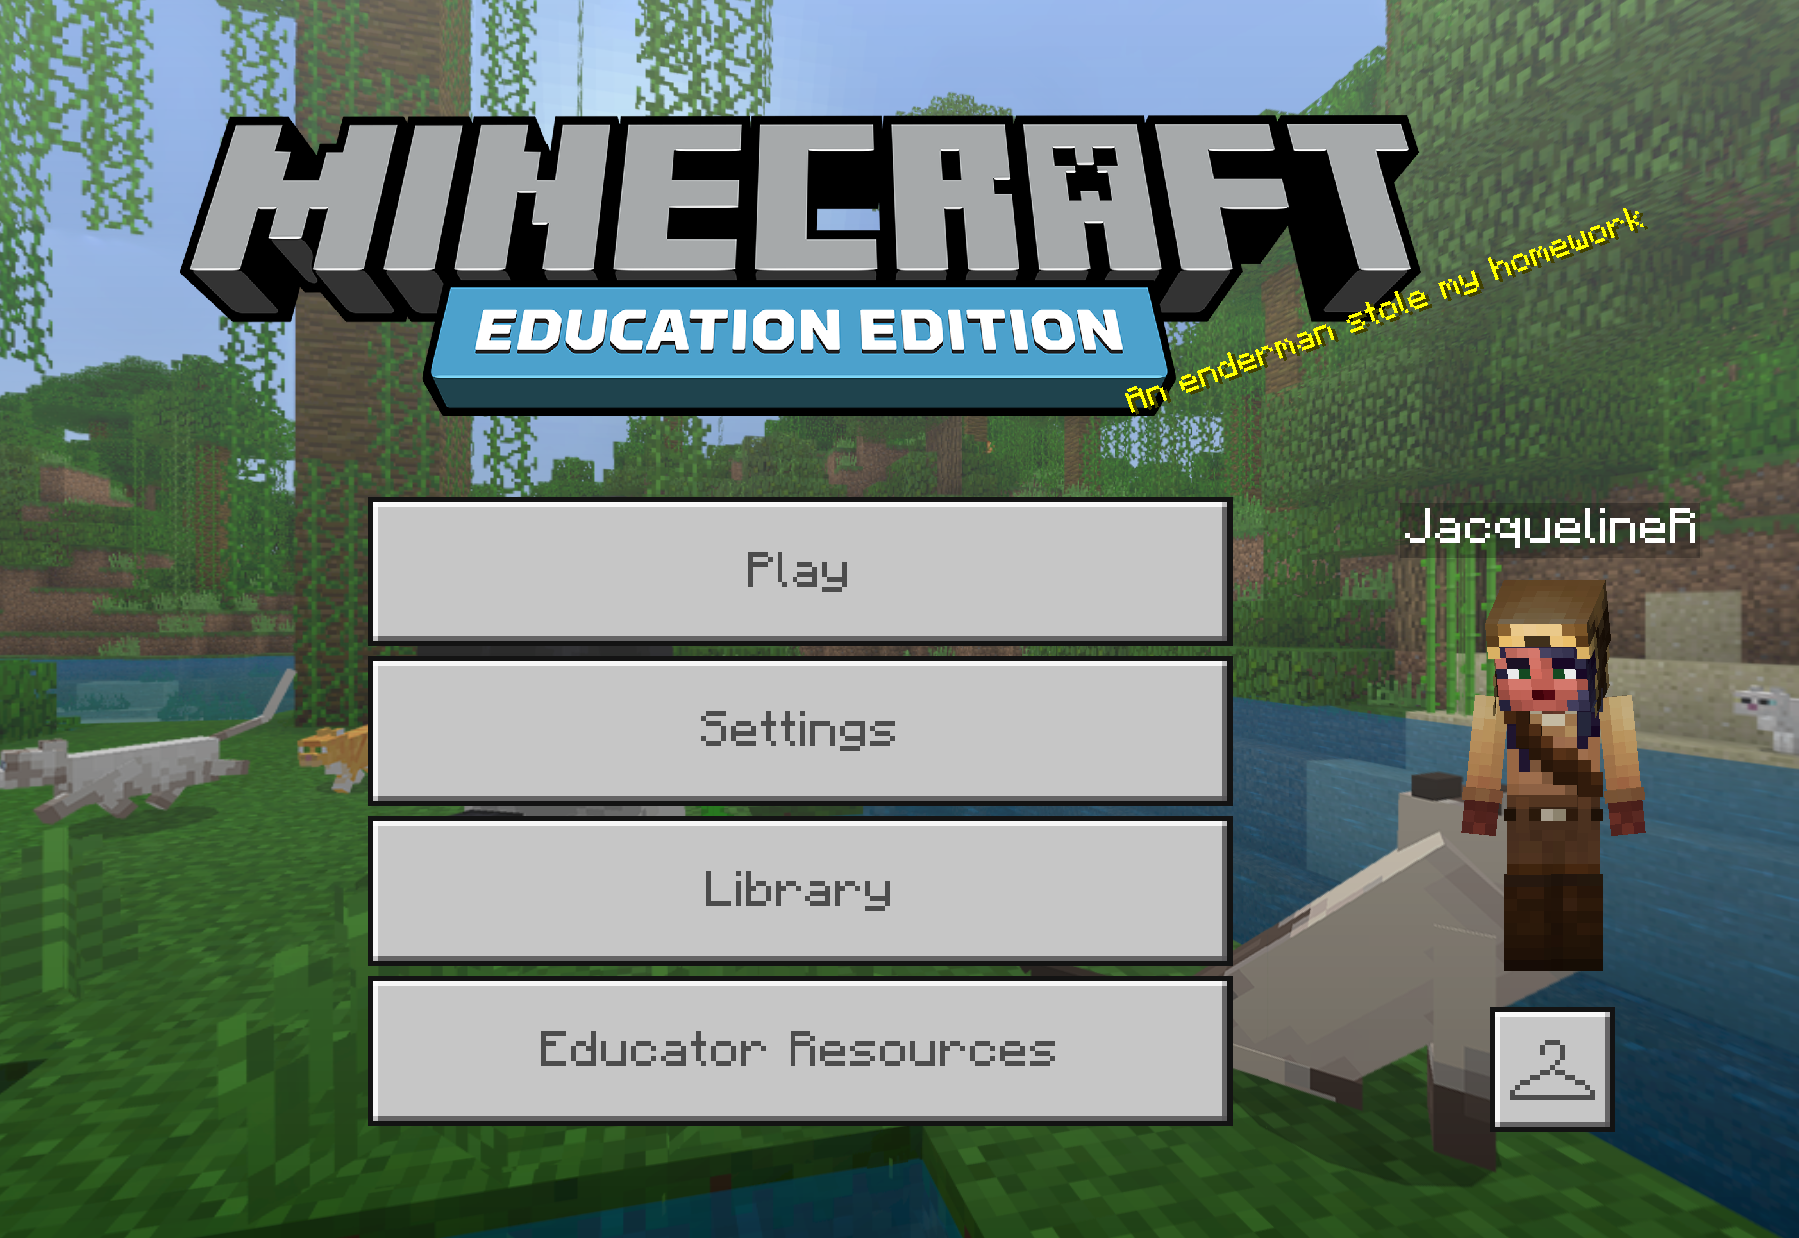 MINECRAFT
EDUCATION EDITION
An enderman stole my homework
Play
JacquelineR
Settings
Library
Educator Resources